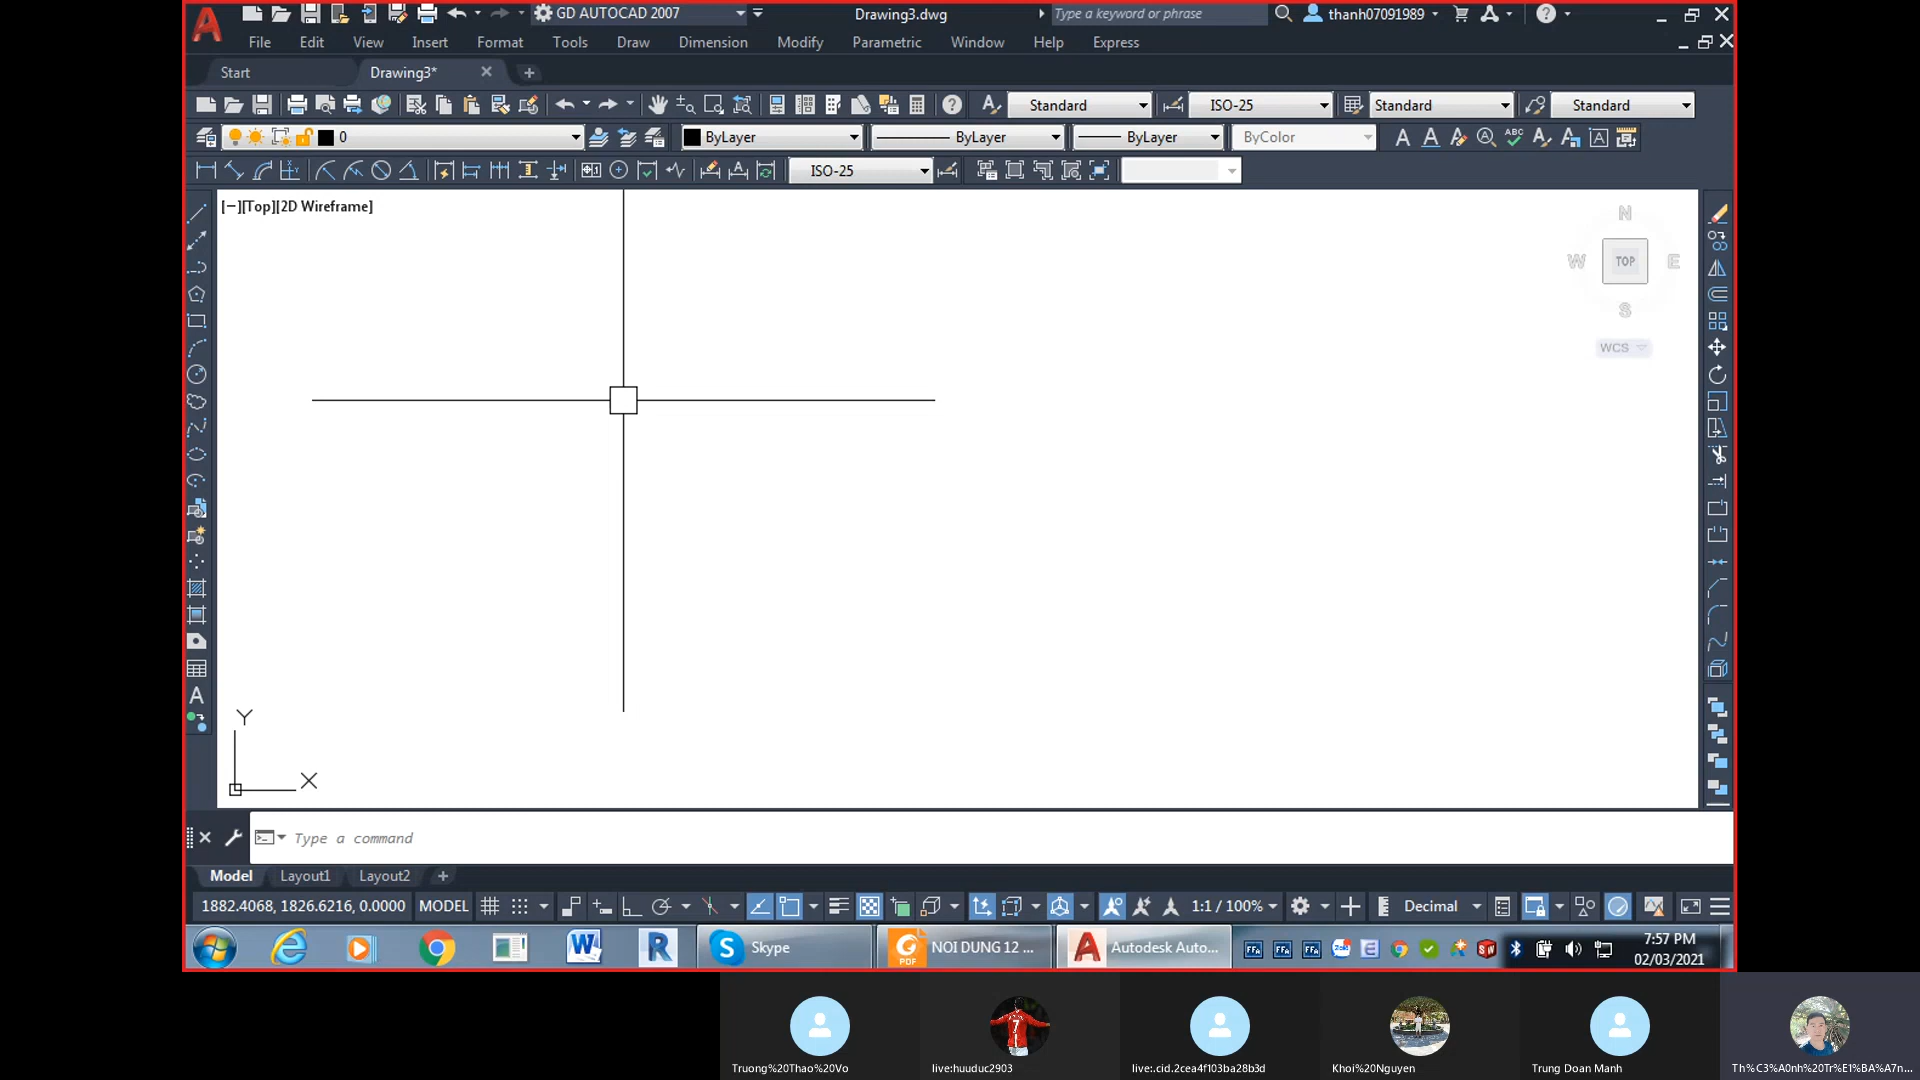 GD AUTOCAD 2007
Drawing3.dwg
Type a keyword or phrase
thanh07091989
File Edit View Insert Format Tools Draw Dimension Modify Parametric Window Help Express
Start
Drawing3*
Standard
ISO-25
Standard
Standard
0
ByLayer
ByLayer
ByLayer
ByColor
ISO-25
[−][Top][2D Wireframe]
N
W
TOP
E
S
WCS
Y
X
Type a command
Model
Layout1
Layout2
1882.4068, 1826.6216, 0.0000
MODEL
1:1 / 100%
Decimal
Skype
PDF
NOI DUNG 12 ...
Autodesk Auto...
7:57 PM
02/03/2021
Truong%20Thao%20Vo
live:huuduc2903
live:.cid.2cea4f103ba28b3d
Khoi%20Nguyen
Trung Doan Manh
Th%C3%A0nh%20Tr%E1%BA%A7n...